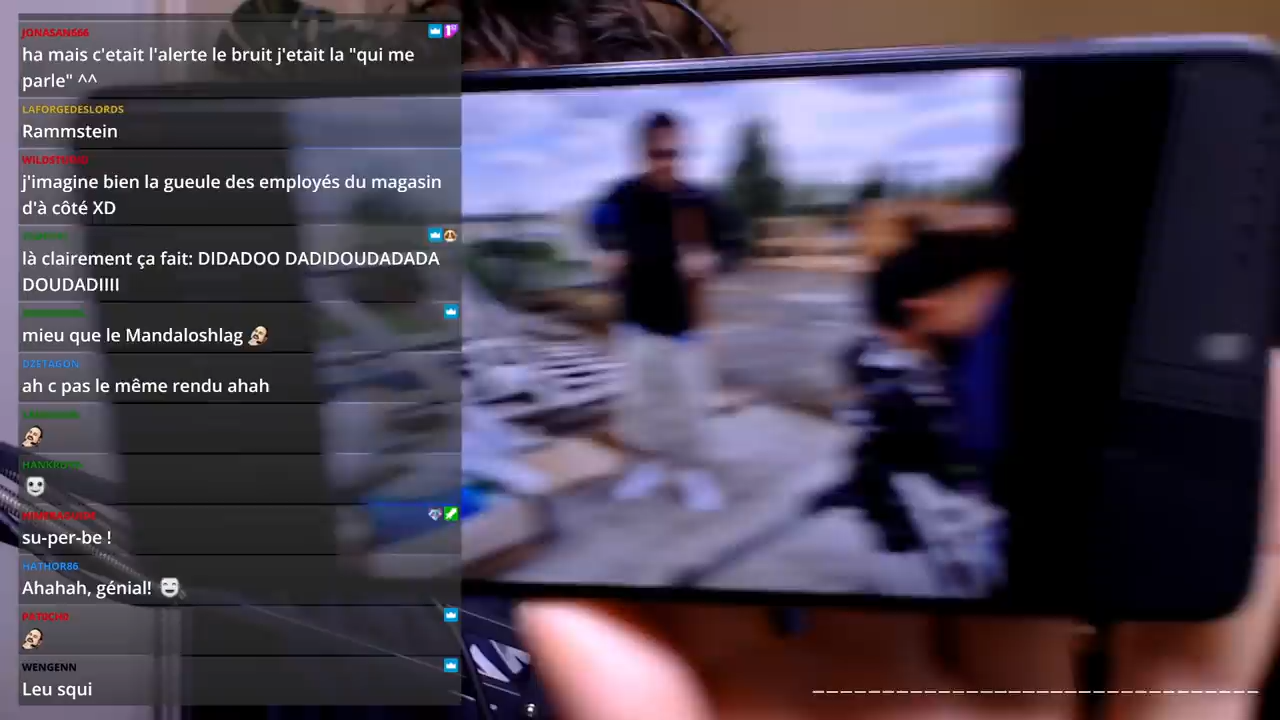 JONASAN666
ha mais c'etait l'alerte le bruit j'etait la "qui me
parle" ^^
LAFORGEDESLORDS
Rammstein
j'imagine bien la gueule des employés du magasin
d'à côté XD
là clairement ça fait: DIDADOO DADIDOUDADADA
DOUDADIIII
mieu que le Mandaloshlag
DZETAGON
ah c pas le même rendu ahah
su-per-be !
HATHOR86
Ahahah, génial!
WENGENN
Leu squi